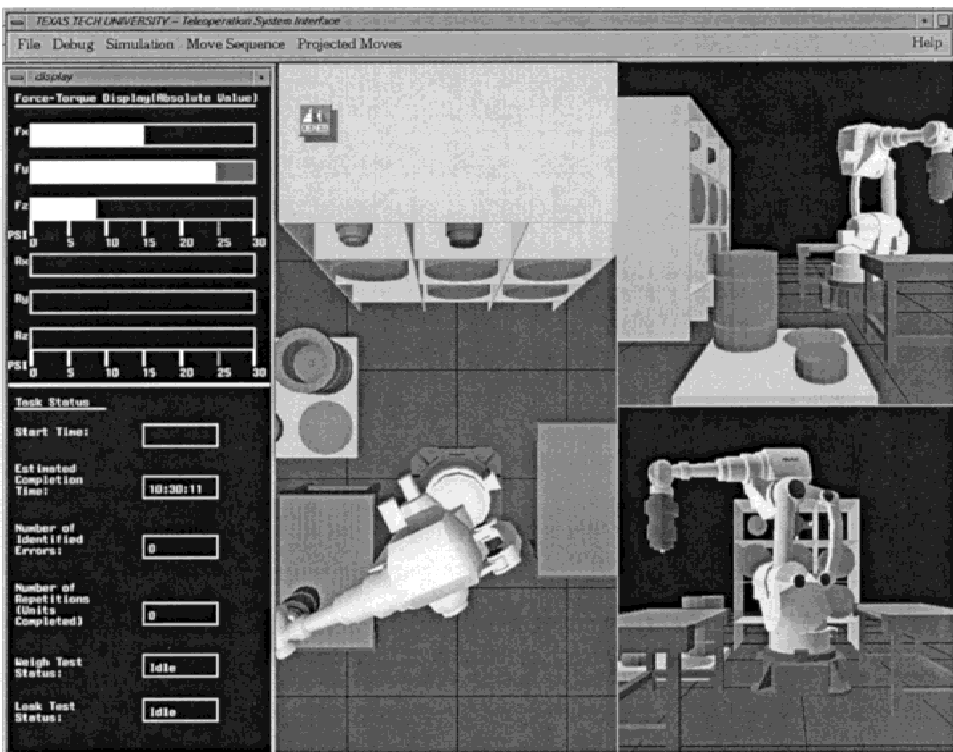 TEXAS TECH UNIVERSITY – Teleoperation System Interface
File Debug Simulation Move Sequence Projected Moves Help
display
Force-Torque Display(Absolute Value)
Fx
Fy
Fz
PSI
0 5 10 15 20 25 30
Rx
Ry
Rz
PSI
0 5 10 15 20 25 30
Task Status
Start Time:
Estimated
Completion
Time:
10:30:11
Number of
Identified
Errors:
0
Number of
Repetitions
(Units
Completed)
0
Weigh Test
Status:
Idle
Leak Test
Status:
Idle